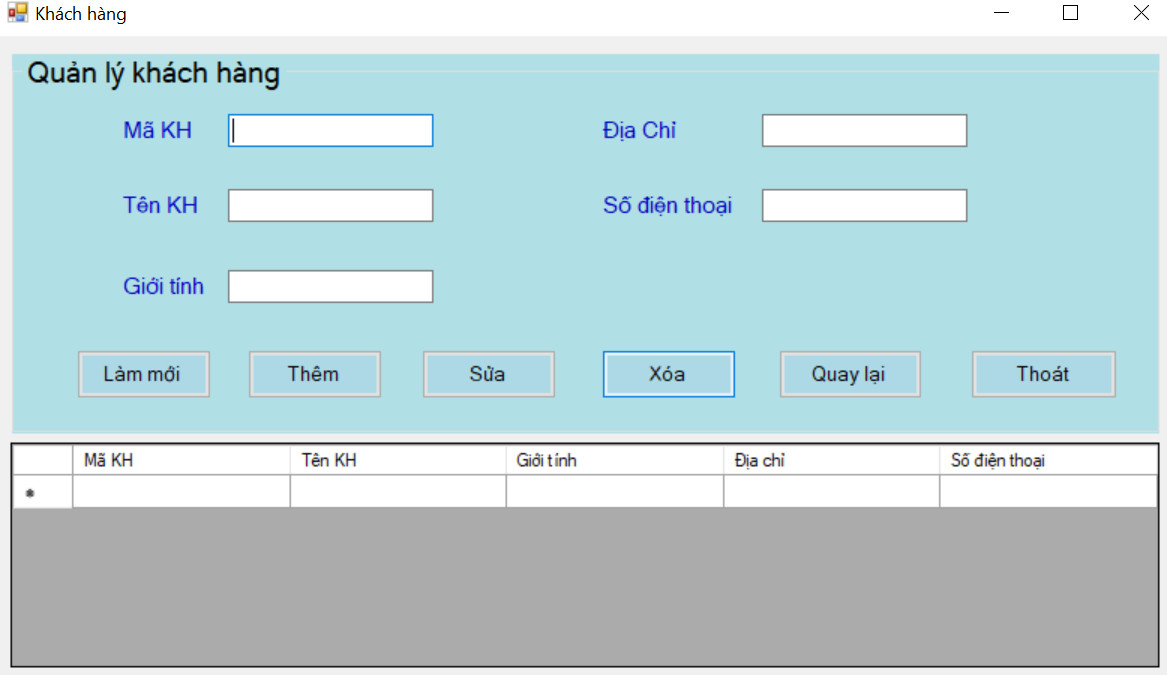 Khách hàng
Quản lý khách hàng
Mã KH
Địa Chỉ
Tên KH
Số điện thoại
Giới tính
Làm mới Thêm Sửa Xóa Quay lại Thoát
Mã KH Tên KH Giới tính Địa chỉ Số điện thoại
*